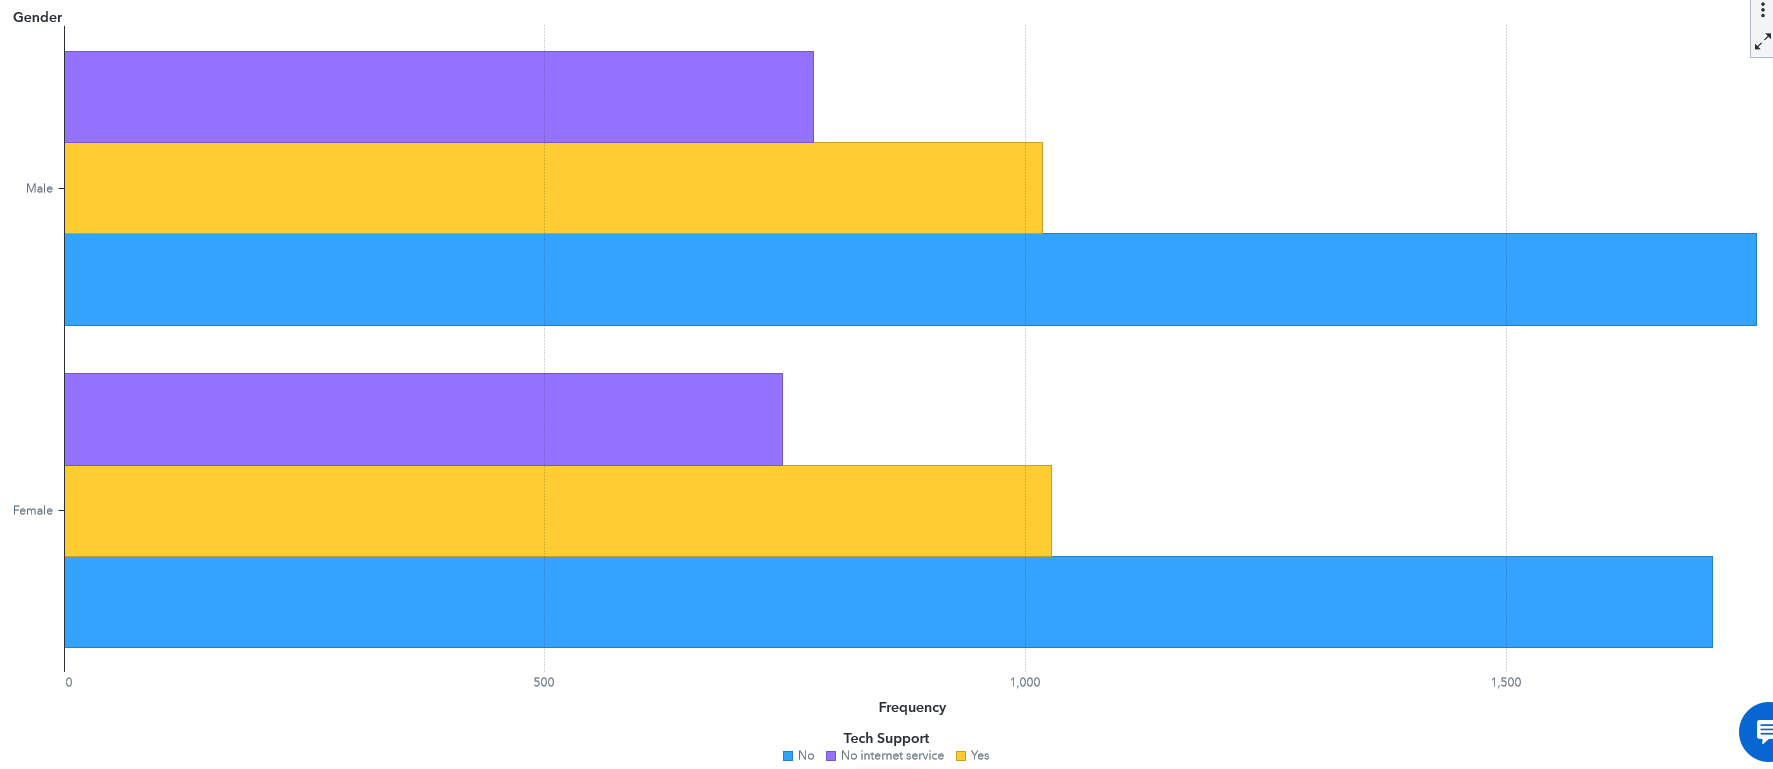 Gender
Male
Female
0 500 1,000 1,500
Frequency
Tech Support
No No internet service Yes